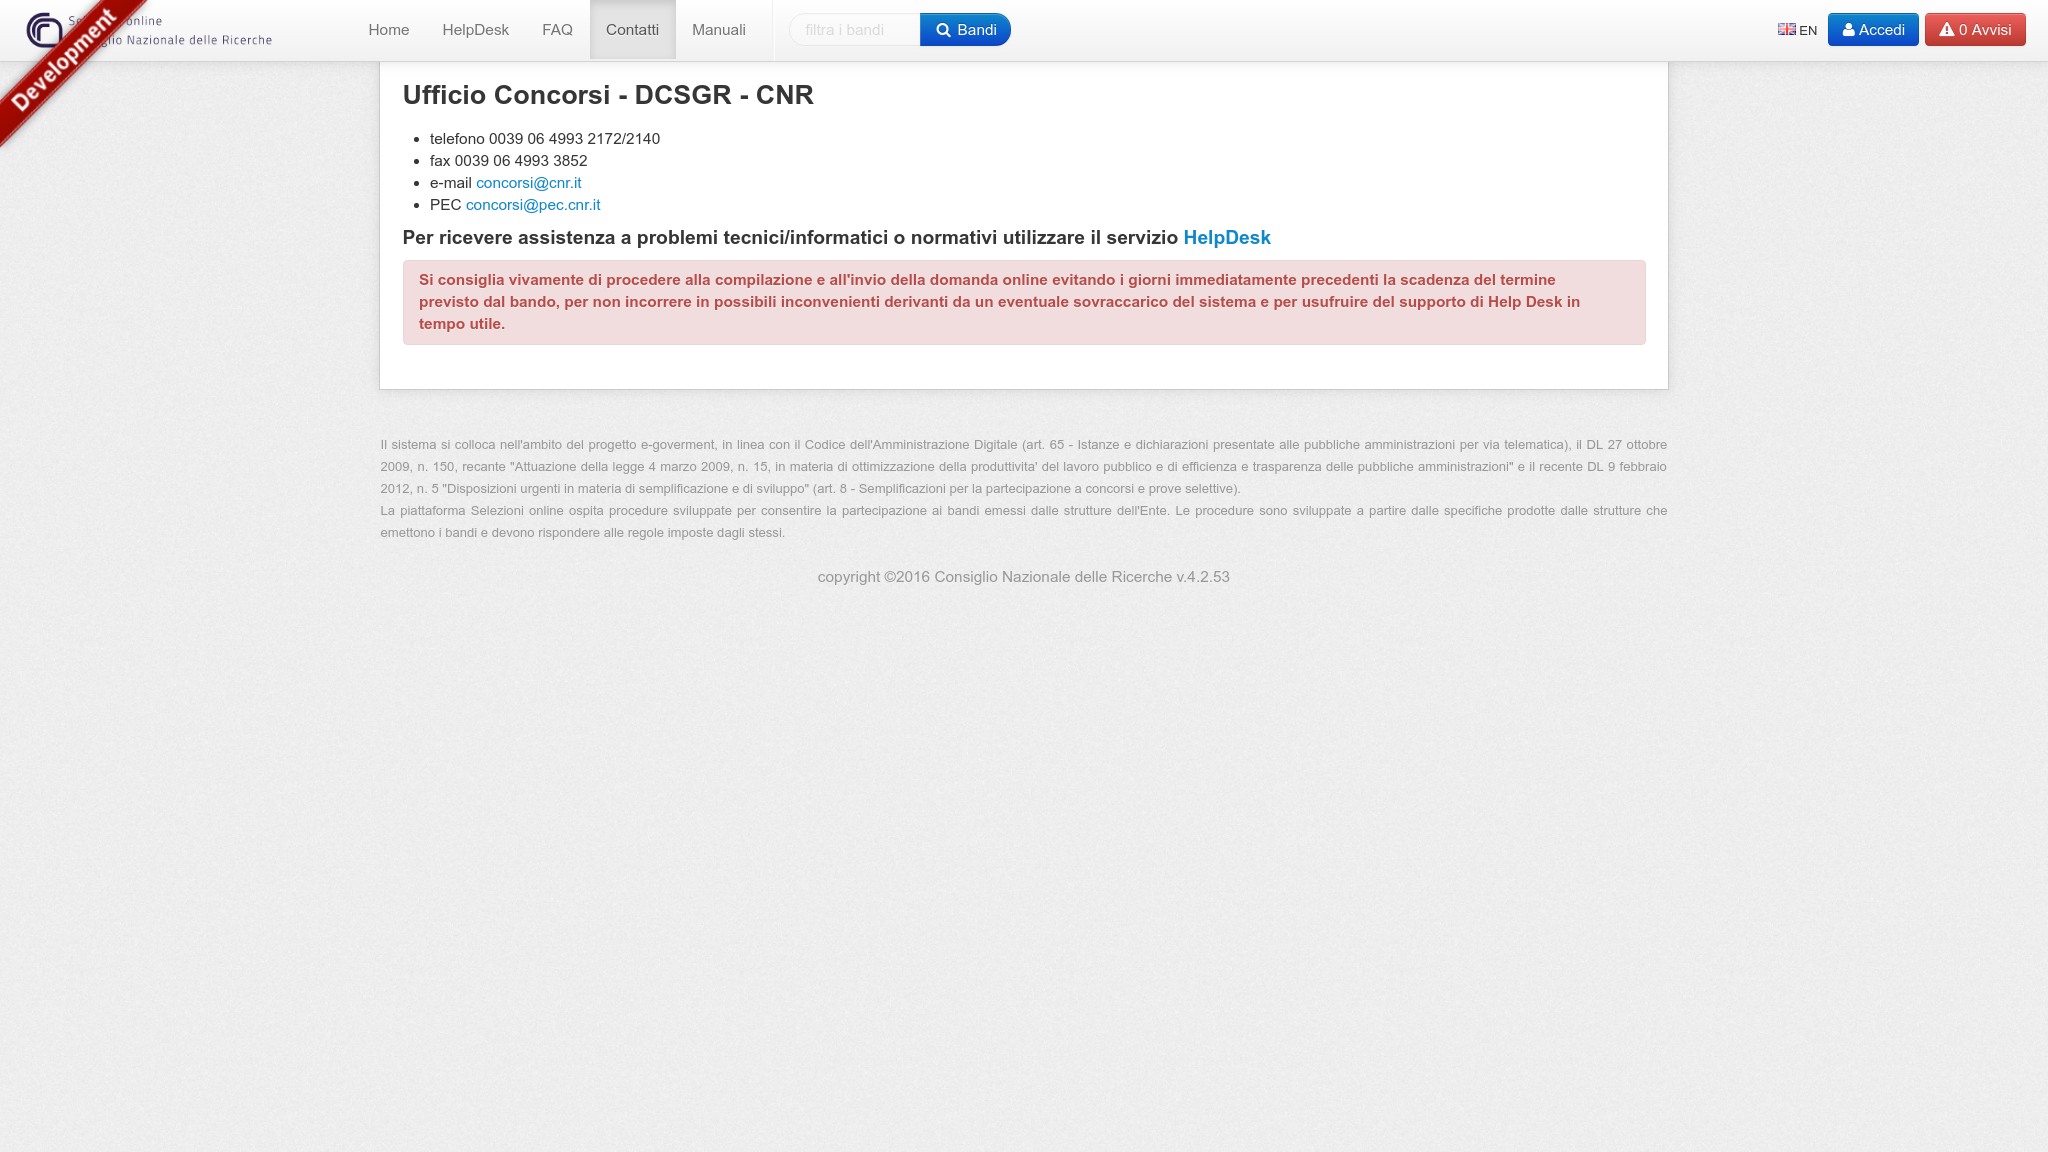 online
Nazionale delle Ricerche
Development
Home
HelpDesk
FAQ
Contatti
Manuali
filtra i bandi
Bandi
EN
Accedi
0 Avvisi
Ufficio Concorsi - DCSGR - CNR
telefono 0039 06 4993 2172/2140
fax 0039 06 4993 3852
e-mail concorsi@cnr.it
PEC concorsi@pec.cnr.it
Per ricevere assistenza a problemi tecnici/informatici o normativi utilizzare il servizio HelpDesk
Si consiglia vivamente di procedere alla compilazione e all'invio della domanda online evitando i giorni immediatamente precedenti la scadenza del termine
previsto dal bando, per non incorrere in possibili inconvenienti derivanti da un eventuale sovraccarico del sistema e per usufruire del supporto di Help Desk in
tempo utile.
Il sistema si colloca nell'ambito del progetto e-goverment, in linea con il Codice dell'Amministrazione Digitale (art. 65 - Istanze e dichiarazioni presentate alle pubbliche amministrazioni per via telematica), il DL 27 ottobre
2009, n. 150, recante "Attuazione della legge 4 marzo 2009, n. 15, in materia di ottimizzazione della produttivita' del lavoro pubblico e di efficienza e trasparenza delle pubbliche amministrazioni" e il recente DL 9 febbraio
2012, n. 5 "Disposizioni urgenti in materia di semplificazione e di sviluppo" (art. 8 - Semplificazioni per la partecipazione a concorsi e prove selettive).
La piattaforma Selezioni online ospita procedure sviluppate per consentire la partecipazione ai bandi emessi dalle strutture dell'Ente. Le procedure sono sviluppate a partire dalle specifiche prodotte dalle strutture che
emettono i bandi e devono rispondere alle regole imposte dagli stessi.
copyright ©2016 Consiglio Nazionale delle Ricerche v.4.2.53